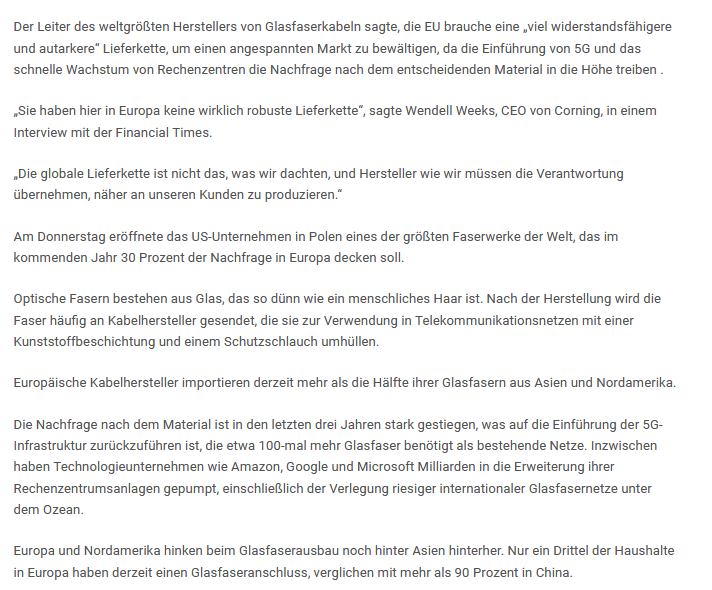 Der Leiter des weltgrößten Herstellers von Glasfaserkabeln sagte, die EU brauche eine „viel widerstandsfähigere
und autarkere“ Lieferkette, um einen angespannten Markt zu bewältigen, da die Einführung von 5G und das
schnelle Wachstum von Rechenzentren die Nachfrage nach dem entscheidenden Material in die Höhe treiben .
„Sie haben hier in Europa keine wirklich robuste Lieferkette“, sagte Wendell Weeks, CEO von Corning, in einem
Interview mit der Financial Times.
„Die globale Lieferkette ist nicht das, was wir dachten, und Hersteller wie wir müssen die Verantwortung
übernehmen, näher an unseren Kunden zu produzieren.“
Am Donnerstag eröffnete das US-Unternehmen in Polen eines der größten Faserwerke der Welt, das im
kommenden Jahr 30 Prozent der Nachfrage in Europa decken soll.
Optische Fasern bestehen aus Glas, das so dünn wie ein menschliches Haar ist. Nach der Herstellung wird die
Faser häufig an Kabelhersteller gesendet, die sie zur Verwendung in Telekommunikationsnetzen mit einer
Kunststoffbeschichtung und einem Schutzschlauch umhüllen.
Europäische Kabelhersteller importieren derzeit mehr als die Hälfte ihrer Glasfasern aus Asien und Nordamerika.
Die Nachfrage nach dem Material ist in den letzten drei Jahren stark gestiegen, was auf die Einführung der 5G-
Infrastruktur zurückzuführen ist, die etwa 100-mal mehr Glasfaser benötigt als bestehende Netze. Inzwischen
haben Technologieunternehmen wie Amazon, Google und Microsoft Milliarden in die Erweiterung ihrer
Rechenzentrumsanlagen gepumpt, einschließlich der Verlegung riesiger internationaler Glasfasernetze unter
dem Ozean.
Europa und Nordamerika hinken beim Glasfaserausbau noch hinter Asien hinterher. Nur ein Drittel der Haushalte
in Europa haben derzeit einen Glasfaseranschluss, verglichen mit mehr als 90 Prozent in China.